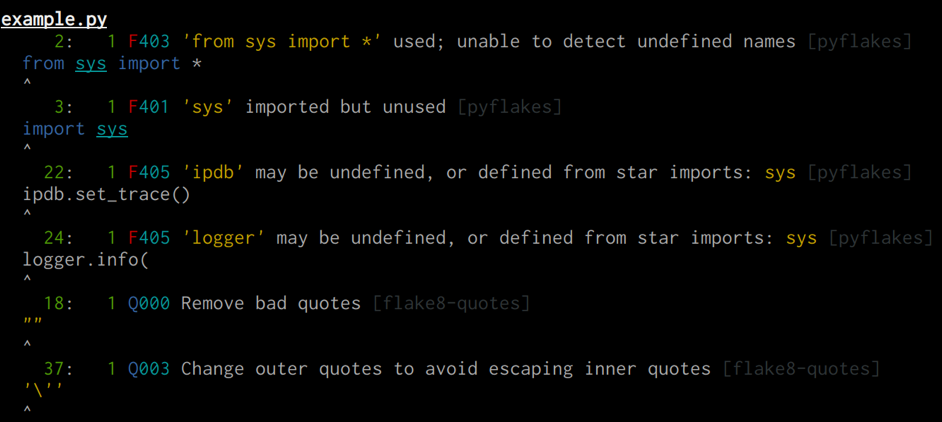 example.py
2: 1 F403 'from sys import *' used; unable to detect undefined names [pyflakes]
from sys import *
^
3: 1 F401 'sys' imported but unused [pyflakes]
import sys
^
22: 1 F405 'ipdb' may be undefined, or defined from star imports: sys [pyflakes]
ipdb.set_trace()
^
24: 1 F405 'logger' may be undefined, or defined from star imports: sys [pyflakes]
logger.info(
^
18: 1 Q000 Remove bad quotes [flake8-quotes]
""
^
37: 1 Q003 Change outer quotes to avoid escaping inner quotes [flake8-quotes]
'\''
^